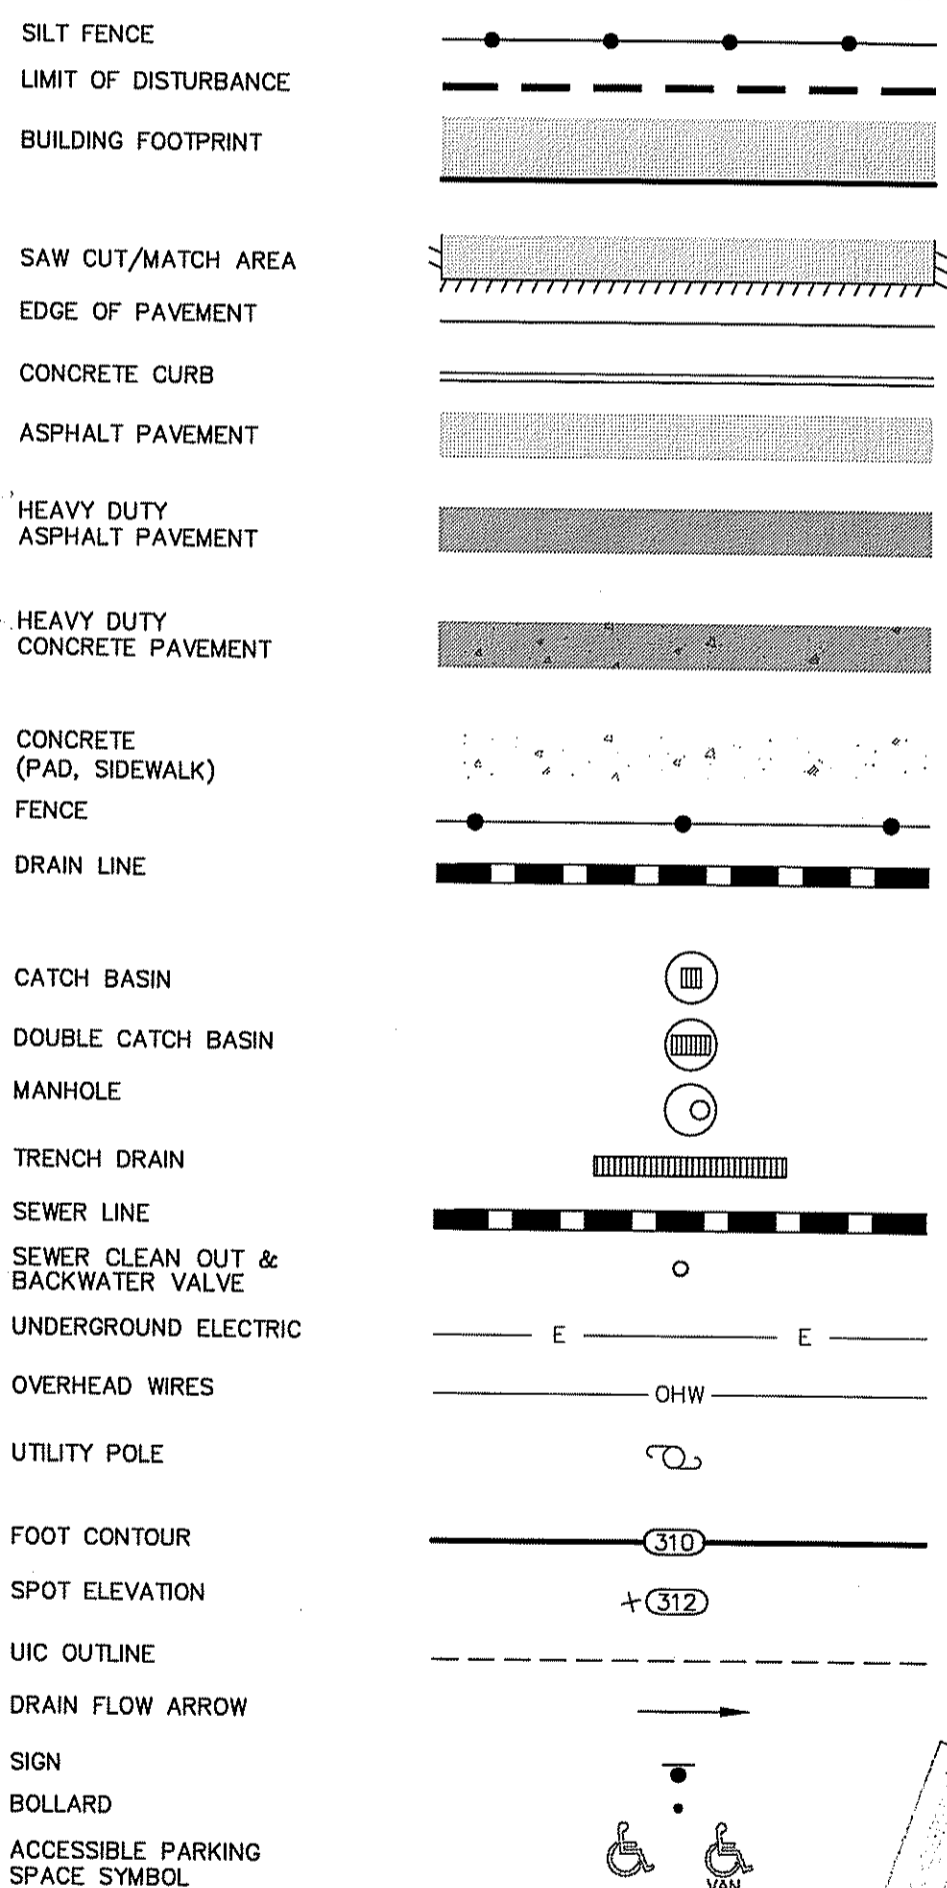 SILT FENCE
LIMIT OF DISTURBANCE
BUILDING FOOTPRINT
SAW CUT/MATCH AREA
EDGE OF PAVEMENT
CONCRETE CURB
ASPHALT PAVEMENT
HEAVY DUTY
ASPHALT PAVEMENT
HEAVY DUTY
CONCRETE PAVEMENT
CONCRETE
(PAD, SIDEWALK)
FENCE
DRAIN LINE
CATCH BASIN
DOUBLE CATCH BASIN
MANHOLE
TRENCH DRAIN
SEWER LINE
SEWER CLEAN OUT &
BACKWATER VALVE
UNDERGROUND ELECTRIC E E
OVERHEAD WIRES OHW
UTILITY POLE
FOOT CONTOUR 310
SPOT ELEVATION 312
UIC OUTLINE
DRAIN FLOW ARROW
SIGN
BOLLARD
ACCESSIBLE PARKING
SPACE SYMBOL
VAN